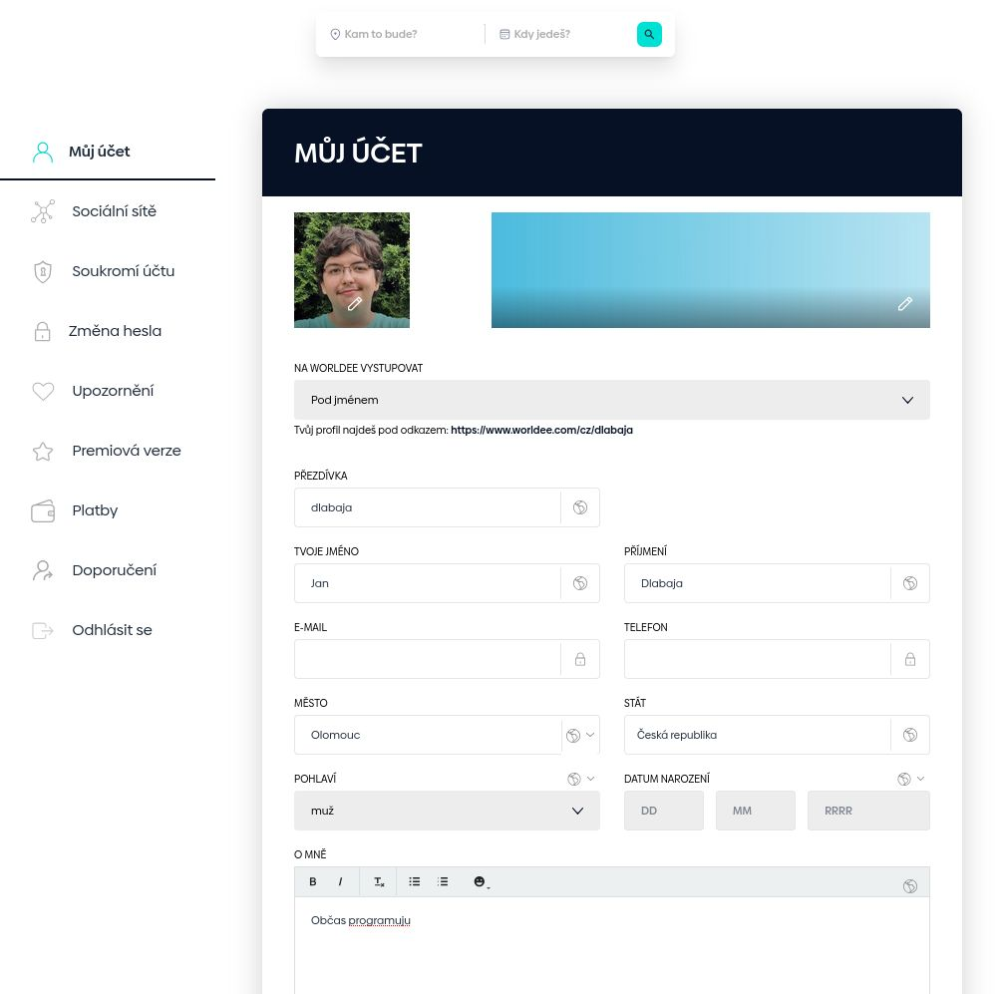 Kam to bude?
Kdy jedeš?
Můj účet
Sociální sítě
Soukromí účtu
Změna hesla
Upozornění
Premiová verze
Platby
Doporučení
Odhlásit se
MŮJ ÚČET
NA WORLDEE VYSTUPOVAT
Pod jménem
Tvůj profil najdeš pod odkazem: https://www.worldee.com/cz/dlabaja
PŘEZDÍVKA
dlabaja
TVOJE JMÉNO
PŘÍJMENÍ
Jan
Dlabaja
E-MAIL
TELEFON
MĚSTO
STÁT
Olomouc
Česká republika
POHLAVÍ
DATUM NAROZENÍ
muž
DD
MM
RRRR
O MNĚ
B
I
Občas programuju